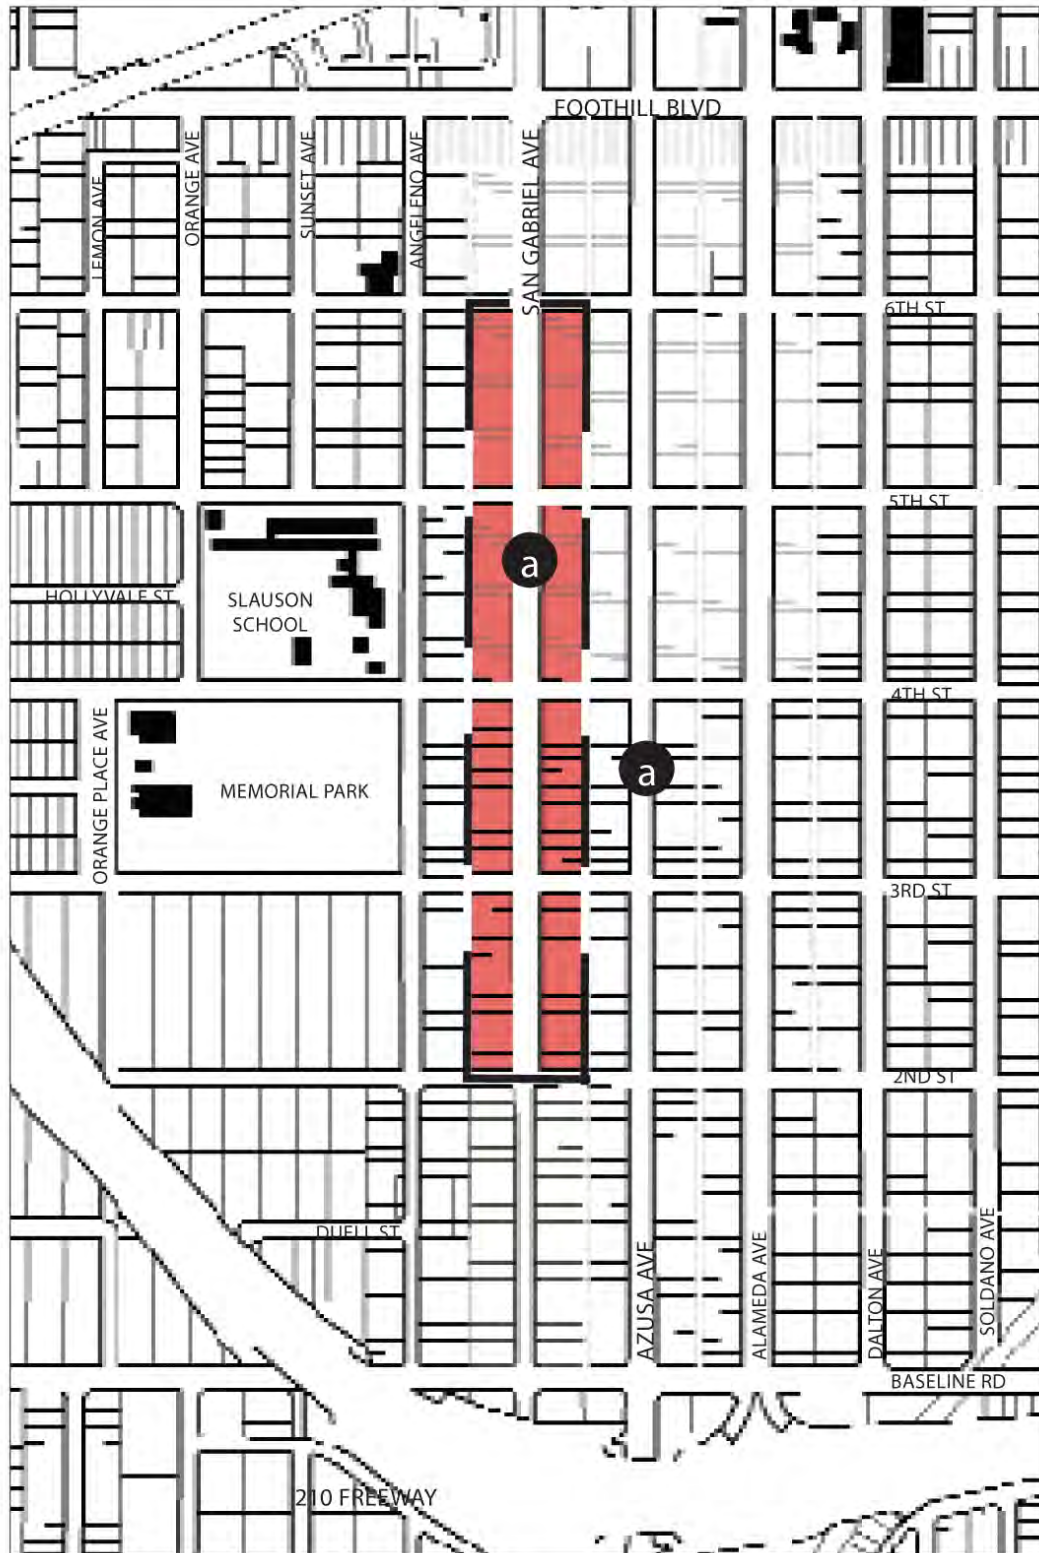 FOOTHILL BLVD
LEMON AVE
ORANGE AVE
SUNSET AVE
ANGELENO AVE
SAN GABRIEL AVE
6TH ST
5TH ST
a
HOLLYVALE ST
SLAUSON
SCHOOL
4TH ST
ORANGE PLACE AVE
a
MEMORIAL PARK
3RD ST
2ND ST
DUELL ST
AZUSA AVE
ALAMEDA AVE
DALTON AVE
SOLDANO AVE
BASELINE RD
210 FREEWAY